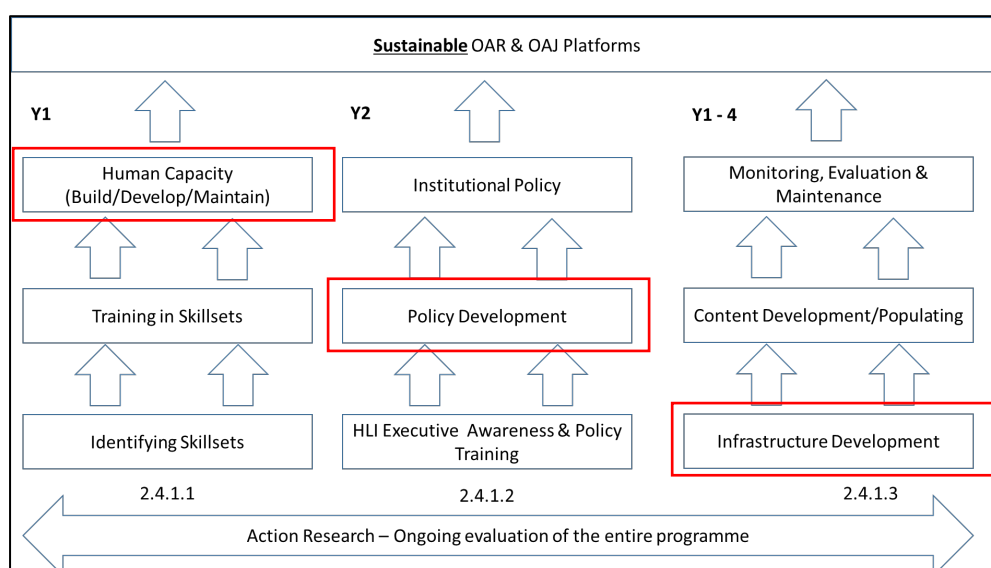 Sustainable OAR & OAJ Platforms
Y1
Y2
Y1 - 4
Human Capacity
(Build/Develop/Maintain)
Institutional Policy
Monitoring, Evaluation &
Maintenance
Training in Skillsets
Policy Development
Content Development/Populating
Identifying Skillsets
HLI Executive Awareness & Policy
Training
Infrastructure Development
2.4.1.1
2.4.1.2
2.4.1.3
Action Research – Ongoing evaluation of the entire programme